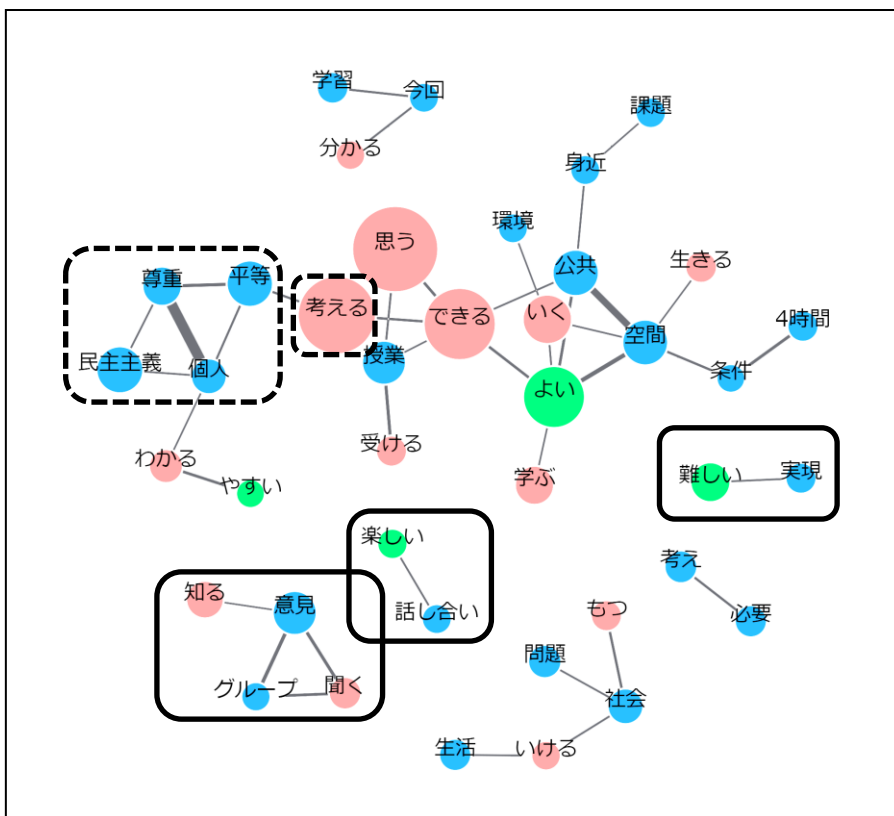 学習
今回
分かる
課題
身近
環境
思う
公共
生きる
尊重
平等
考える
できる
いく
空間
4時間
民主主義
個人
授業
よい
条件
わかる
やすい
受ける
学ぶ
難しい
実現
楽しい
話し合い
知る
意見
グループ
聞く
考え
必要
もつ
問題
社会
生活
いける